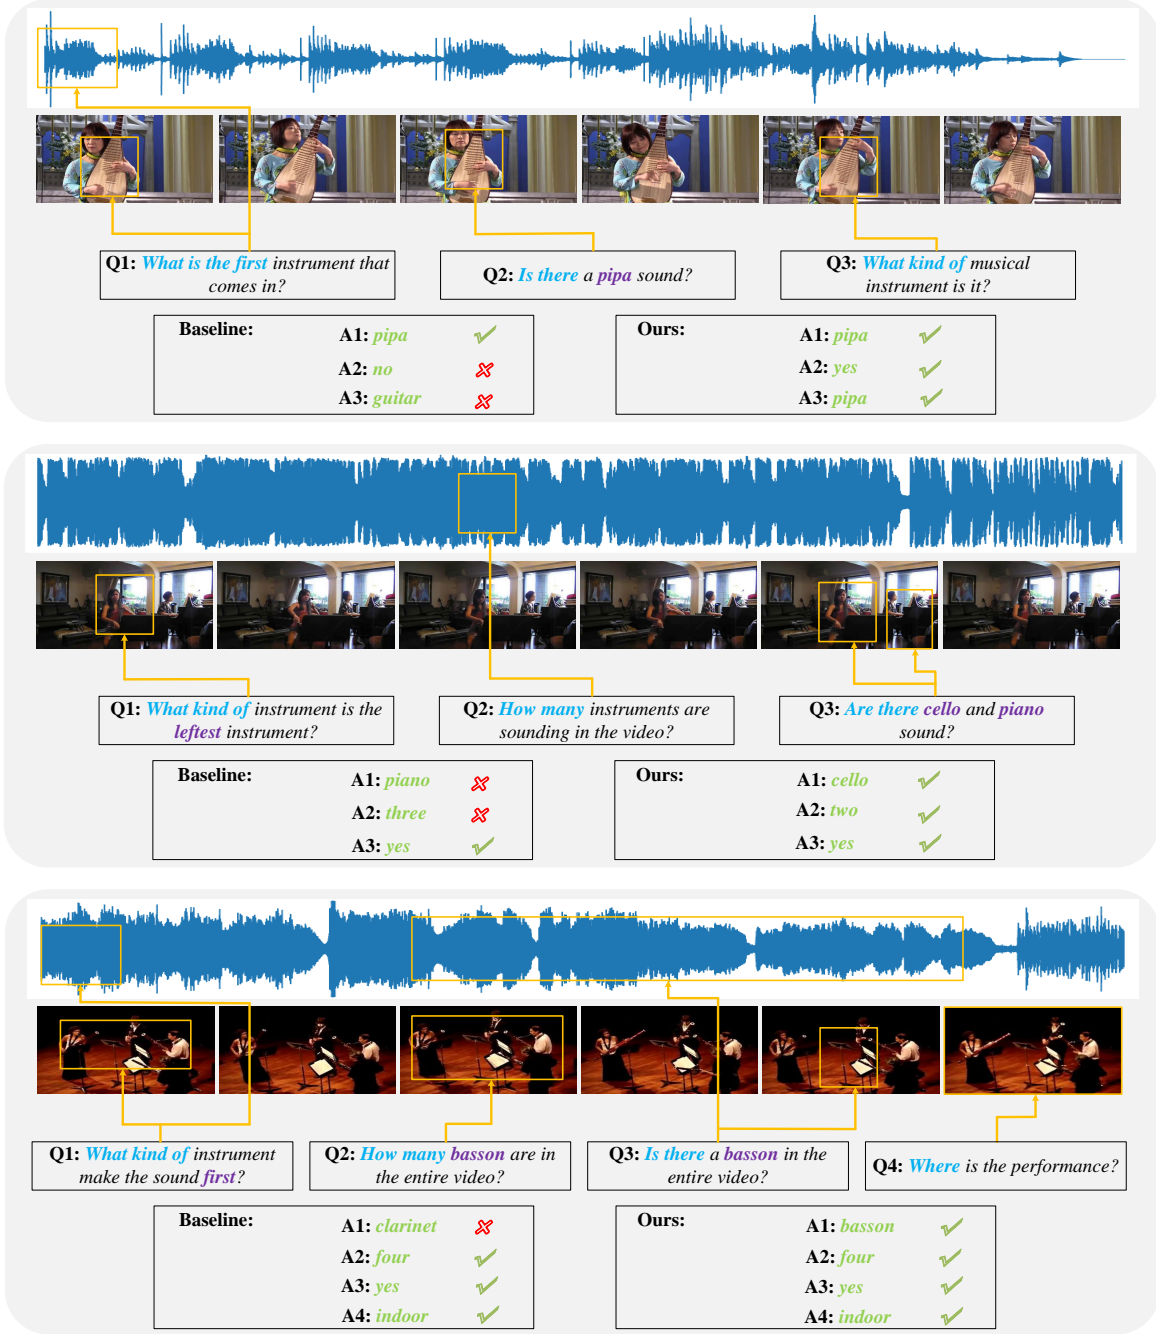 Q1: What is the first instrument that
comes in?
Q2: Is there a pipa sound?
Q3: What kind of musical
instrument is it?
Baseline:
A1: pipa
A2: no
A3: guitar
Ours:
A1: pipa
A2: yes
A3: pipa
Q1: What kind of instrument is the
leftest instrument?
Q2: How many instruments are
sounding in the video?
Q3: Are there cello and piano
sound?
Baseline:
A1: piano
A2: three
A3: yes
Ours:
A1: cello
A2: two
A3: yes
Q1: What kind of instrument
make the sound first?
Q2: How many basson are in
the entire video?
Q3: Is there a basson in the
entire video?
Q4: Where is the performance?
Baseline:
A1: clarinet
A2: four
A3: yes
A4: indoor
Ours:
A1: basson
A2: four
A3: yes
A4: indoor